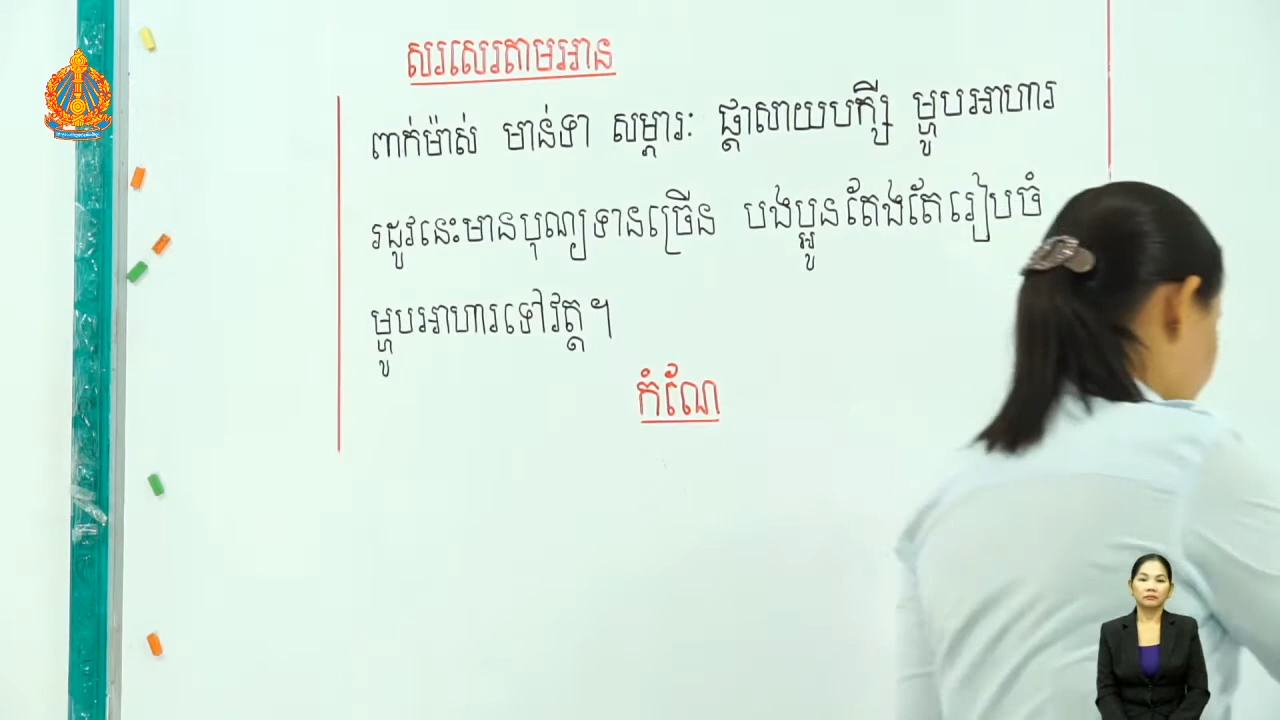 សរសេរតាមអាន
ពាក់ម៉ាស់ មាន់ទា សម្ភារៈ ផ្ដាសាយបក្សី ម្ហូបអាហារ
រដូវនេះមានបុណ្យទានច្រើន បងប្អូនតែងតែរៀបចំ
ម្ហូបអាហារទៅវត្ត។
កំណែ